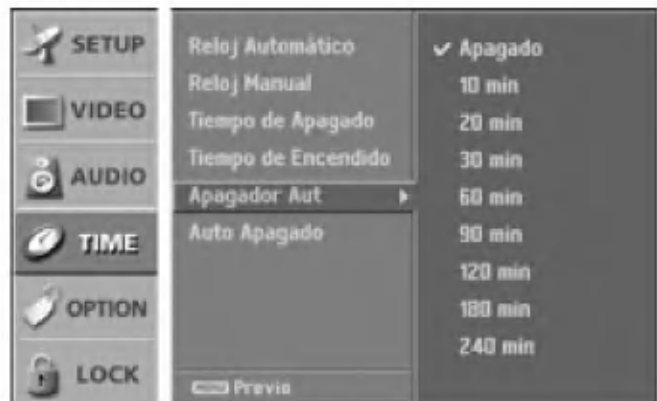 SETUP
VIDEO
AUDIO
TIME
OPTION
LOCK
Reloj Automático
Reloj Manual
Tiempo de Apagado
Tiempo de Encendido
Apagador Aut
Auto Apagado
MENU Previo
✓ Apagado
10 min
20 min
30 min
60 min
90 min
120 min
180 min
240 min